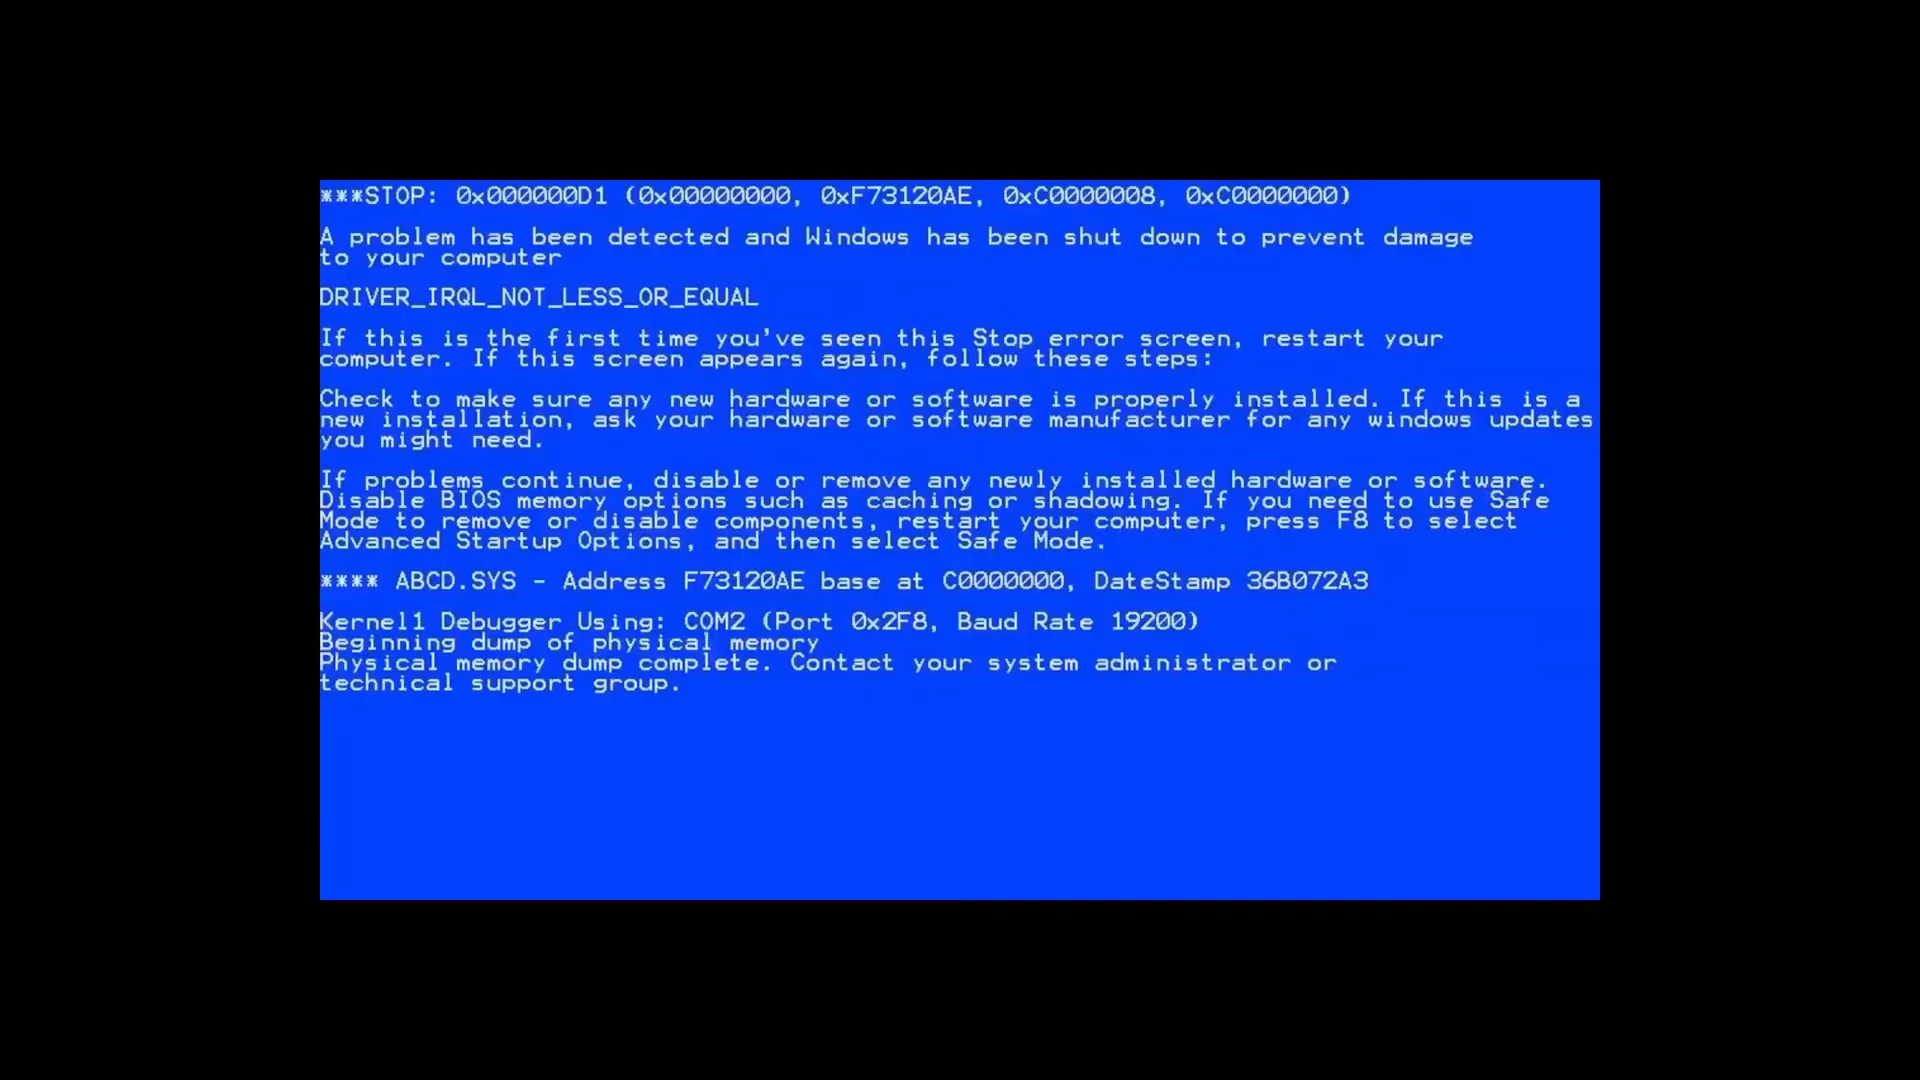 ***STOP: 0x000000D1 (0x00000000, 0xF73120AE, 0xC0000008, 0xC0000000)
A problem has been detected and Windows has been shut down to prevent damage
to your computer
DRIVER_IRQL_NOT_LESS_OR_EQUAL
If this is the first time you've seen this Stop error screen, restart your
computer. If this screen appears again, follow these steps:
Check to make sure any new hardware or software is properly installed. If this is a
new installation, ask your hardware or software manufacturer for any windows updates
you might need.
If problems continue, disable or remove any newly installed hardware or software.
Disable BIOS memory options such as caching or shadowing. If you need to use Safe
Mode to remove or disable components, restart your computer, press F8 to select
Advanced Startup Options, and then select Safe Mode.
**** ABCD.SYS - Address F73120AE base at C0000000, DateStamp 36B072A3
Kernel1 Debugger Using: COM2 (Port 0x2F8, Baud Rate 19200)
Beginning dump of physical memory
Physical memory dump complete. Contact your system administrator or
technical support group.